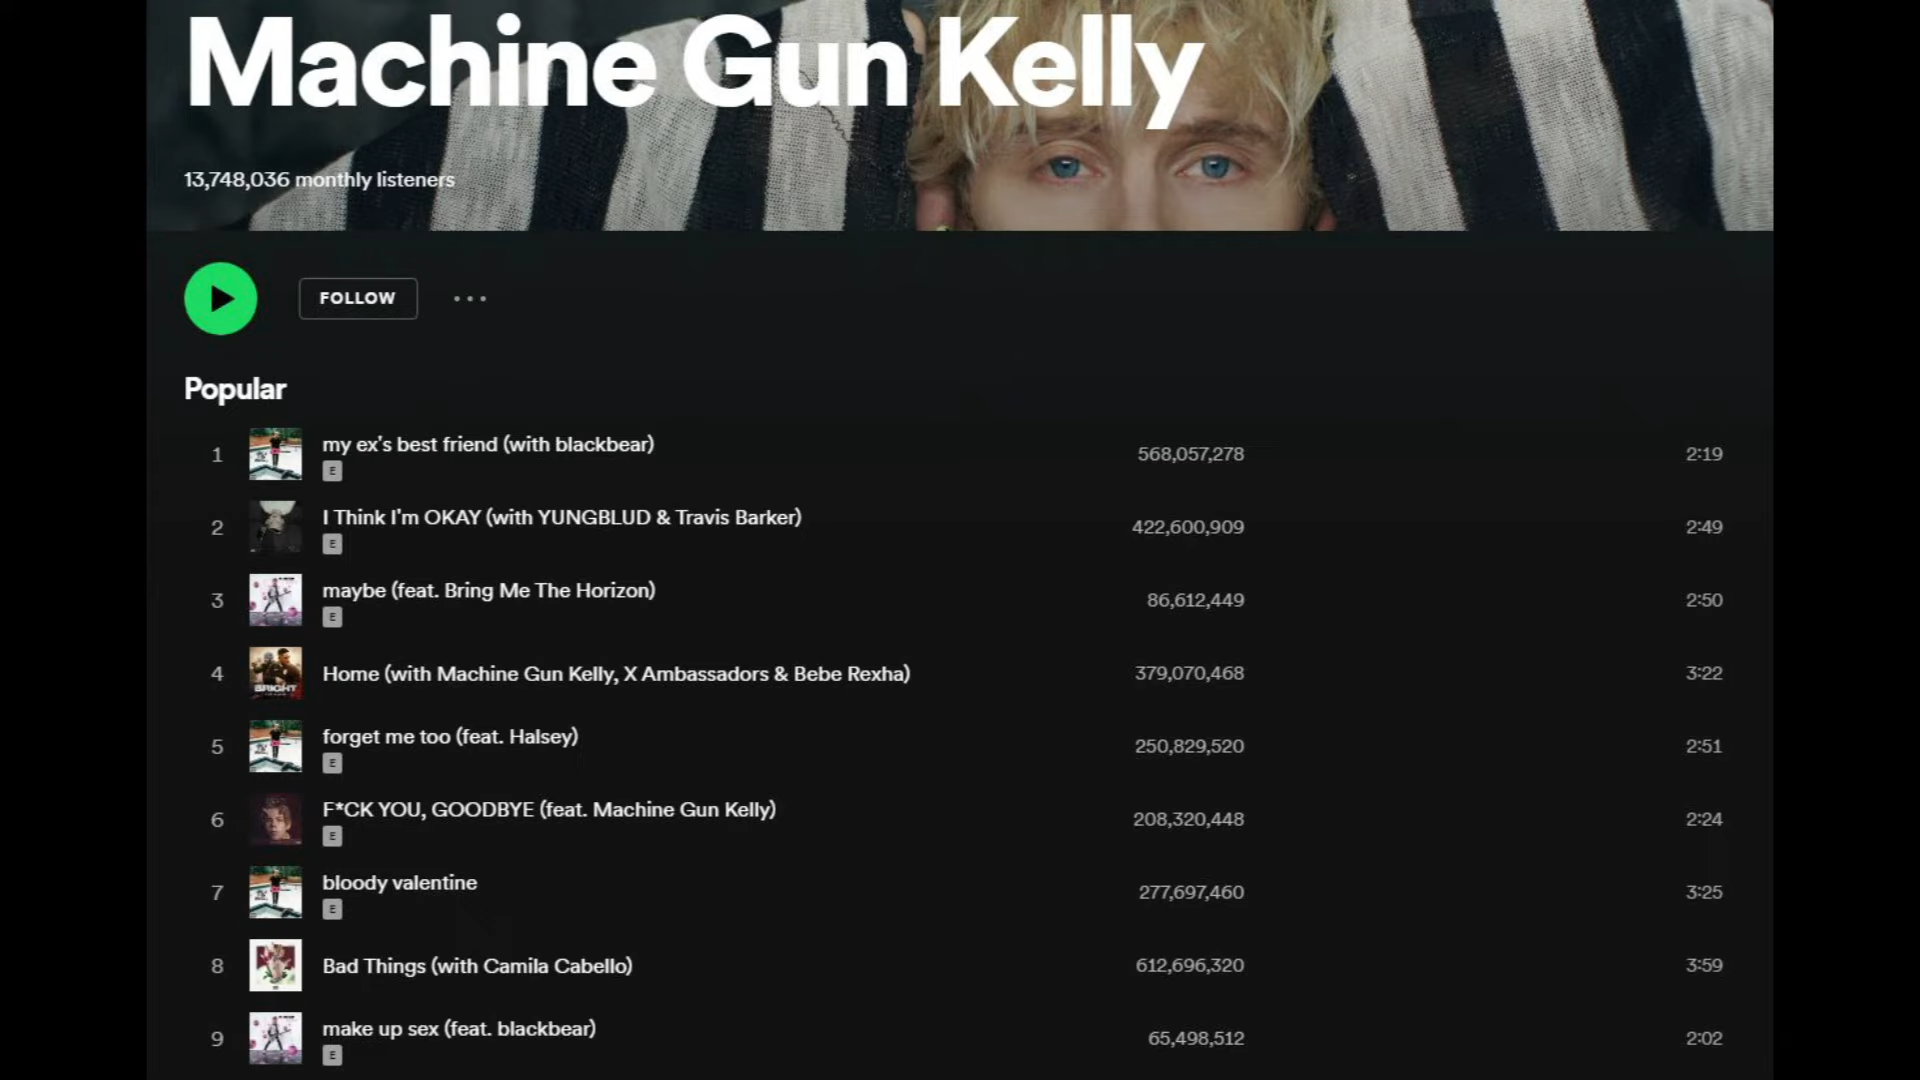 Machine Gun Kelly
13,748,036 monthly listeners
FOLLOW
Popular
1 my ex's best friend (with blackbear) 568,057,278 2:19
E
2 I Think I'm OKAY (with YUNGBLUD & Travis Barker) 422,600,909 2:49
E
3 maybe (feat. Bring Me The Horizon) 86,612,449 2:50
E
4 Home (with Machine Gun Kelly, X Ambassadors & Bebe Rexha) 379,070,468 3:22
BRIGHT
5 forget me too (feat. Halsey) 250,829,520 2:51
E
6 F*CK YOU, GOODBYE (feat. Machine Gun Kelly) 208,320,448 2:24
E
7 bloody valentine 277,697,460 3:25
E
8 Bad Things (with Camila Cabello) 612,696,320 3:59
9 make up sex (feat. blackbear) 65,498,512 2:02
E